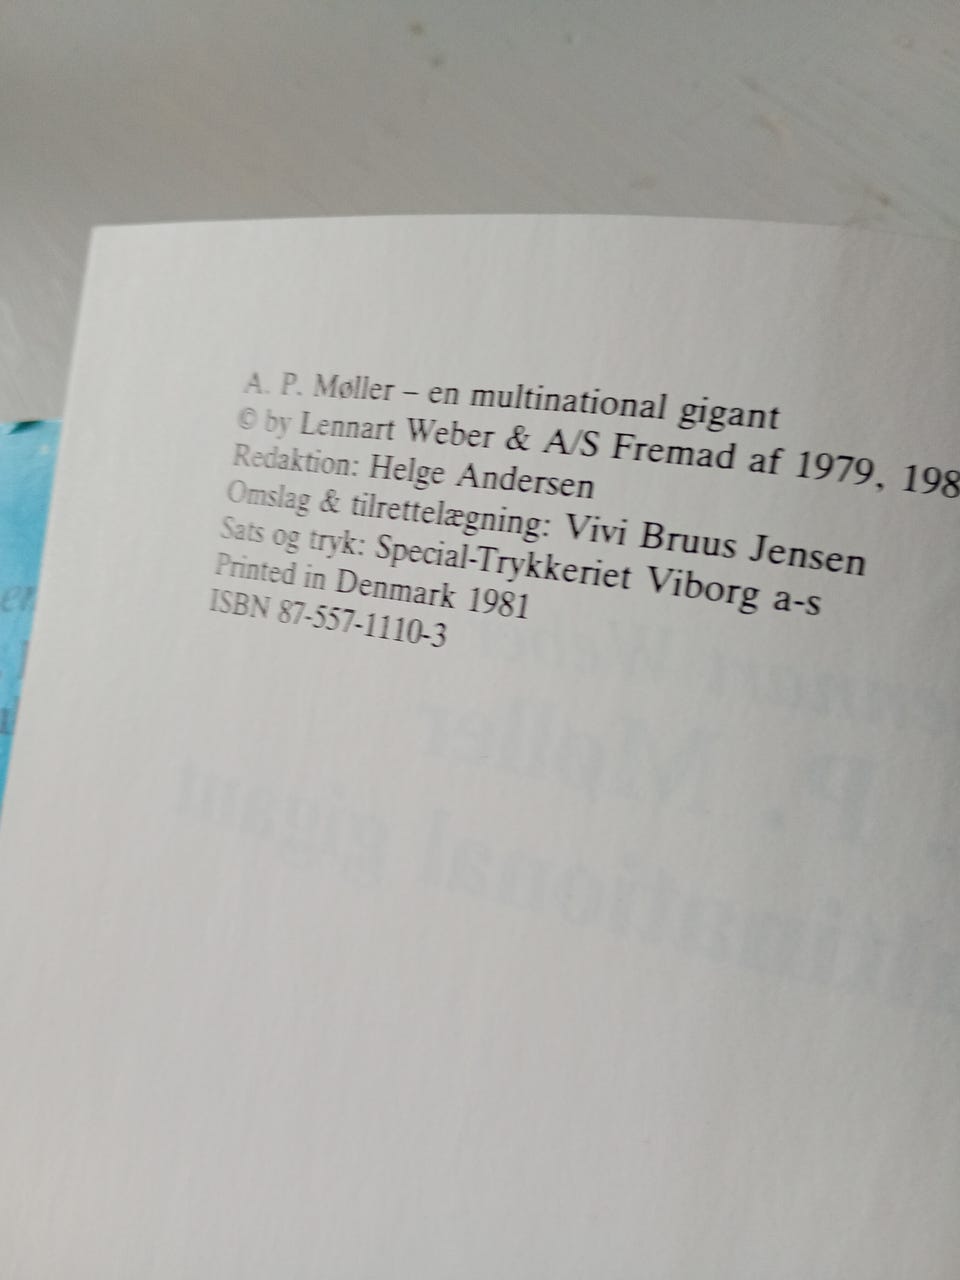 A. P. Møller – en multinational gigant
© by Lennart Weber & A/S Fremad af 1979, 198
Redaktion: Helge Andersen
Omslag & tilrettelægning: Vivi Bruus Jensen
Sats og tryk: Special-Trykkeriet Viborg a-s
Printed in Denmark 1981
ISBN 87-557-1110-3